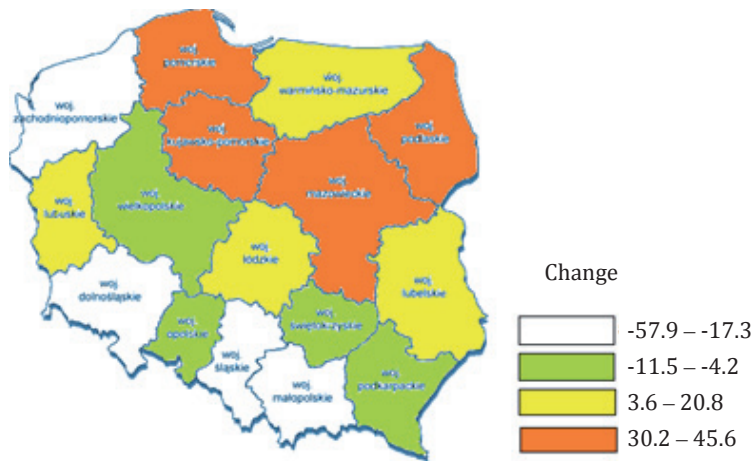 woj.
pomorskie
woj.
warmińsko-mazurskie
woj.
zachodniopomorskie
woj.
podlaskie
woj.
kujawsko-pomorskie
woj.
mazowieckie
woj.
lubuskie
woj.
wielkopolskie
woj.
łódzkie
woj.
lubelskie
woj.
dolnośląskie
woj.
opolskie
woj.
świętokrzyskie
woj.
śląskie
woj.
małopolskie
woj.
podkarpackie
Change
-57.9 – -17.3
-11.5 – -4.2
3.6 – 20.8
30.2 – 45.6